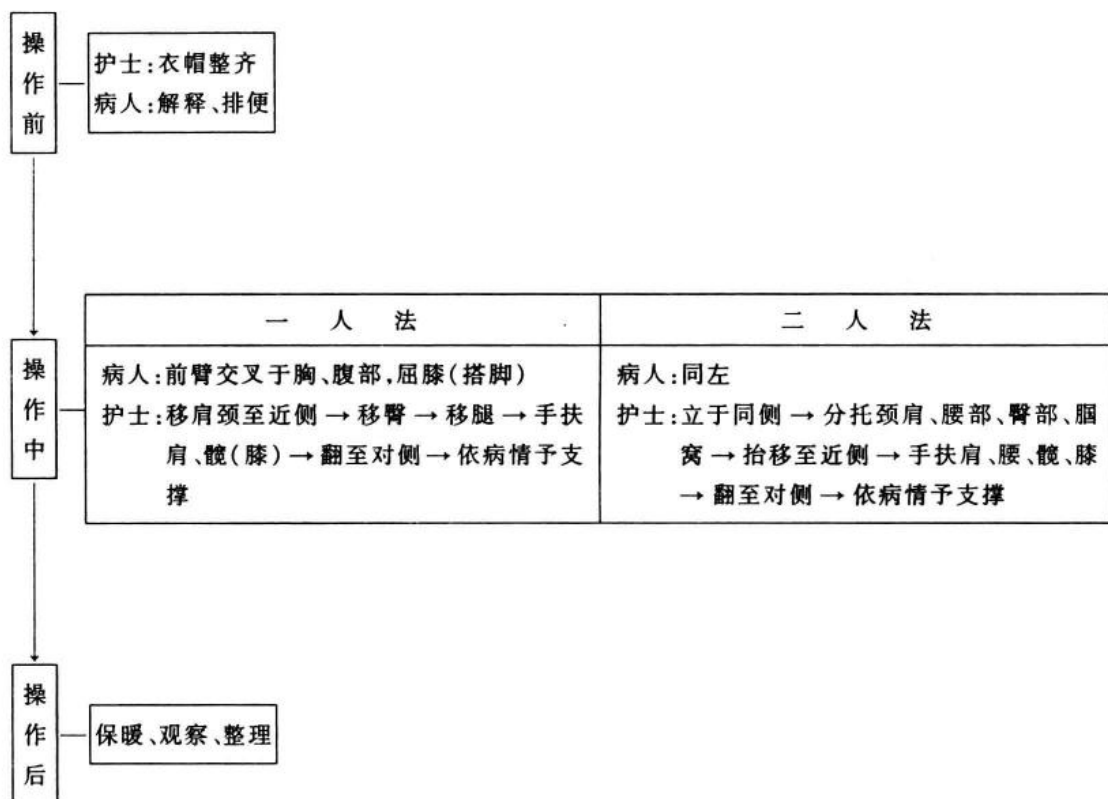 操作前
护士:衣帽整齐
病人:解释、排便
操作中
一人法
病人:前臂交叉于胸、腹部,屈膝(搭脚)
护士:移肩颈至近侧→移臀→移腿→手扶
肩、髋(膝)→翻至对侧→依病情予支
撑
二人法
病人:同左
护士:立于同侧→分托颈肩、腰部、臀部、腘
窝→抬移至近侧→手扶肩、腰、髋、膝
→翻至对侧→依病情予支撑
操作后
保暖、观察、整理